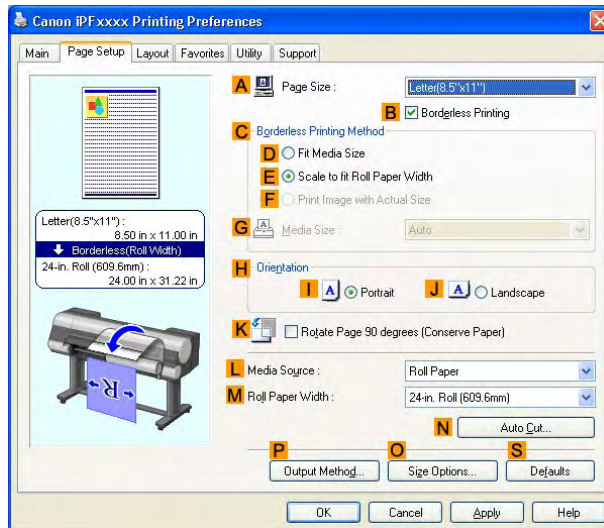 Canon iPFxxxx Printing Preferences
Main Page Setup Layout Favorites Utility Support
A Page Size : Letter(8.5"x11")
B Borderless Printing
C Borderless Printing Method
D Fit Media Size
E Scale to fit Roll Paper Width
F Print Image with Actual Size
G Media Size : Auto
Letter(8.5"x11") :
8.50 in x 11.00 in
Borderless(Roll Width)
24-in. Roll (609.6mm) :
24.00 in x 31.22 in
H Orientation
I A Portrait J A Landscape
K Rotate Page 90 degrees (Conserve Paper)
R
L Media Source : Roll Paper
M Roll Paper Width : 24-in. Roll (609.6mm)
N Auto Cut...
P O S
Output Method... Size Options... Defaults
OK Cancel Apply Help